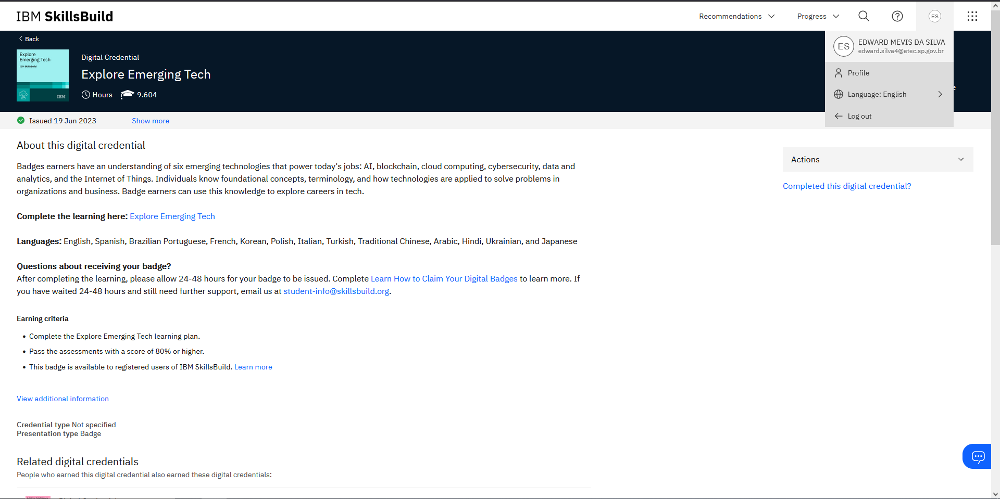 IBM SkillsBuild
Recommendations
Progress
ES
Back
Explore
Emerging Tech
IBM SkillsBuild
IBM
Digital Credential
Explore Emerging Tech
Hours
9.604
ES
EDWARD MEVIS DA SILVA
edward.silva4@etec.sp.gov.br
Profile
Language: English
Log out
Issued 19 Jun 2023
Show more
About this digital credential
Badges earners have an understanding of six emerging technologies that power today's jobs: AI, blockchain, cloud computing, cybersecurity, data and
analytics, and the Internet of Things. Individuals know foundational concepts, terminology, and how technologies are applied to solve problems in
organizations and business. Badge earners can use this knowledge to explore careers in tech.
Actions
Completed this digital credential?
Complete the learning here: Explore Emerging Tech
Languages: English, Spanish, Brazilian Portuguese, French, Korean, Polish, Italian, Turkish, Traditional Chinese, Arabic, Hindi, Ukrainian, and Japanese
Questions about receiving your badge?
After completing the learning, please allow 24-48 hours for your badge to be issued. Complete Learn How to Claim Your Digital Badges to learn more. If
you have waited 24-48 hours and still need further support, email us at student-info@skillsbuild.org.
Earning criteria
• Complete the Explore Emerging Tech learning plan.
• Pass the assessments with a score of 80% or higher.
• This badge is available to registered users of IBM SkillsBuild. Learn more
View additional information
Credential type Not specified
Presentation type Badge
Related digital credentials
People who earned this digital credential also earned these digital credentials: